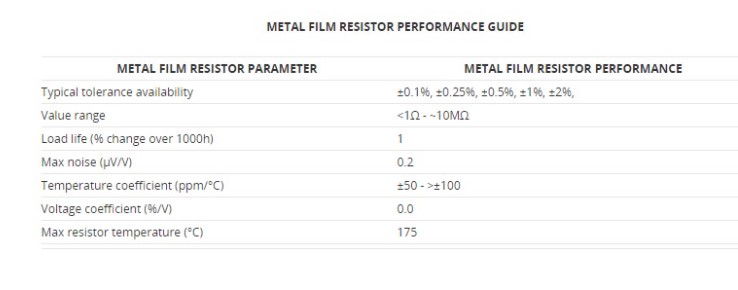 METAL FILM RESISTOR PERFORMANCE GUIDE
METAL FILM RESISTOR PARAMETER METAL FILM RESISTOR PERFORMANCE
Typical tolerance availability ±0.1%, ±0.25%, ±0.5%, ±1%, ±2%,
Value range <1Ω - ~10MΩ
Load life (% change over 1000h) 1
Max noise (µV/V) 0.2
Temperature coefficient (ppm/°C) ±50 - >±100
Voltage coefficient (%/V) 0.0
Max resistor temperature (°C) 175